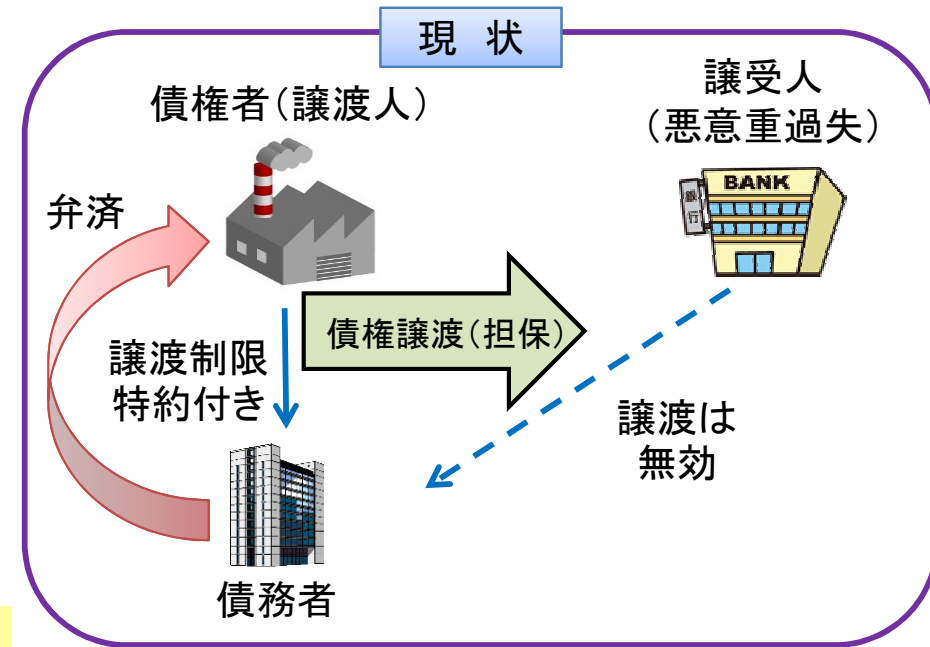 現 状
債権者（譲渡人）
譲受人
（悪意重過失）
BANK
銀
行
弁済
債権譲渡（担保）
譲渡制限
特約付き
譲渡は
無効
債務者